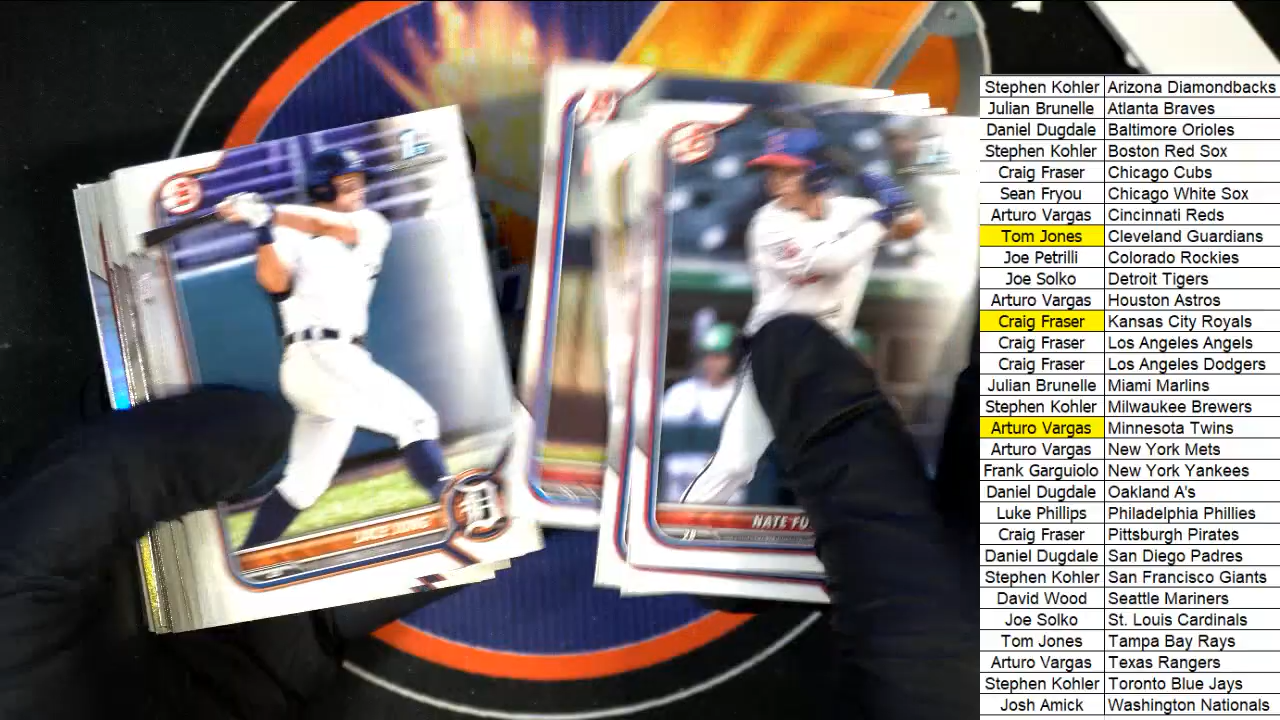 Stephen Kohler Arizona Diamondbacks
Julian Brunelle Atlanta Braves
Daniel Dugdale Baltimore Orioles
Stephen Kohler Boston Red Sox
Craig Fraser Chicago Cubs
Sean Fryou Chicago White Sox
Arturo Vargas Cincinnati Reds
Tom Jones Cleveland Guardians
Joe Petrilli Colorado Rockies
Joe Solko Detroit Tigers
Arturo Vargas Houston Astros
Craig Fraser Kansas City Royals
Craig Fraser Los Angeles Angels
Craig Fraser Los Angeles Dodgers
Julian Brunelle Miami Marlins
Stephen Kohler Milwaukee Brewers
Arturo Vargas Minnesota Twins
Arturo Vargas New York Mets
Frank Garguiolo New York Yankees
Daniel Dugdale Oakland A's
Luke Phillips Philadelphia Phillies
Craig Fraser Pittsburgh Pirates
Daniel Dugdale San Diego Padres
Stephen Kohler San Francisco Giants
David Wood Seattle Mariners
Joe Solko St. Louis Cardinals
Tom Jones Tampa Bay Rays
Arturo Vargas Texas Rangers
Stephen Kohler Toronto Blue Jays
Josh Amick Washington Nationals
JACE JUNG
D
NATE FU